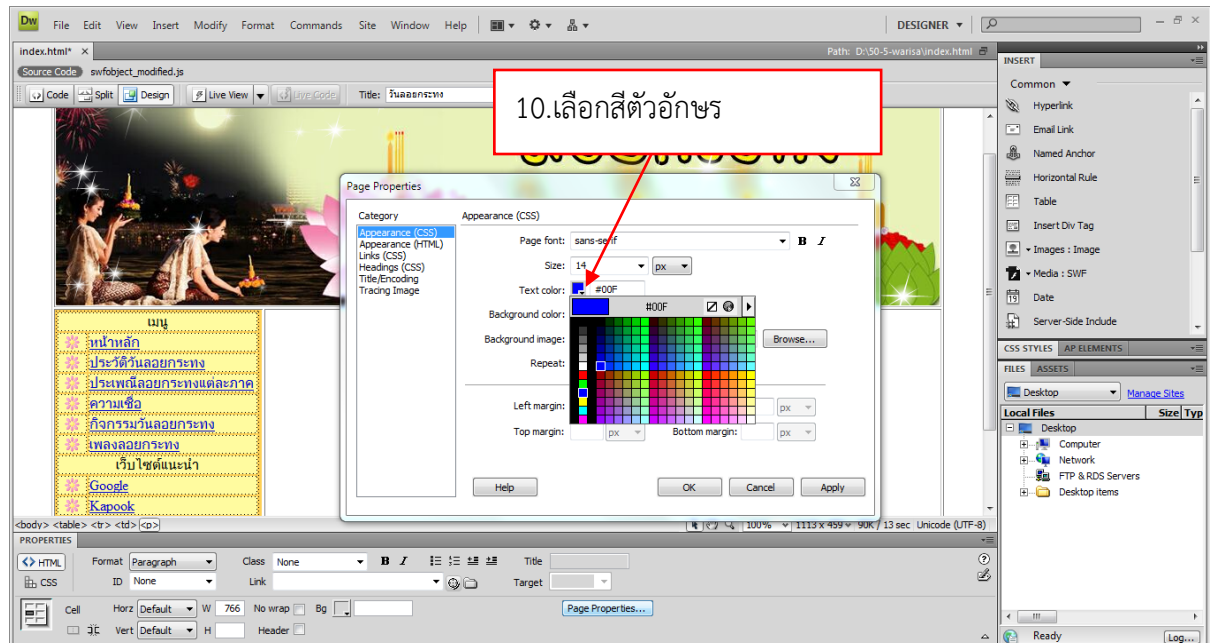 Dw File Edit View Insert Modify Format Commands Site Window Help DESIGNER
index.html* × Path: D:\50-5-warisa\index.html
Source Code swfobject_modified.js
Code Split Design Live View Live Code Title: วันลอยกระทง
10.เลือกสีตัวอักษร
Page Properties
Category
Appearance (CSS)
Appearance (HTML)
Links (CSS)
Headings (CSS)
Title/Encoding
Tracing Image
Appearance (CSS)
Page font: sans-serif B I
Size: 14 px
Text color: #00F
#00F
Background color:
Background image: Browse...
Repeat:
Left margin: px
Top margin: px Bottom margin: px
Help OK Cancel Apply
เมนู
หน้าหลัก
ประวัติวันลอยกระทง
ประเพณีลอยกระทงแต่ละภาค
ความเชื่อ
กิจกรรมวันลอยกระทง
เพลงลอยกระทง
เว็บไซต์แนะนำ
Google
Kapook
<body> <table> <tr> <td> <p> 100% 1113 x 459 90K / 13 sec Unicode (UTF-8)
PROPERTIES
HTML Format Paragraph Class None B I Title
CSS ID None Link Target
Cell Horz Default W 766 No wrap Bg Page Properties...
Vert Default H Header
INSERT
Common
Hyperlink
Email Link
Named Anchor
Horizontal Rule
Table
Insert Div Tag
Images : Image
Media : SWF
19 Date
Server-Side Include
CSS STYLES AP ELEMENTS
FILES ASSETS
Desktop Manage Sites
Local Files Size Typ
Desktop
Computer
Network
FTP & RDS Servers
Desktop items
Ready Log...